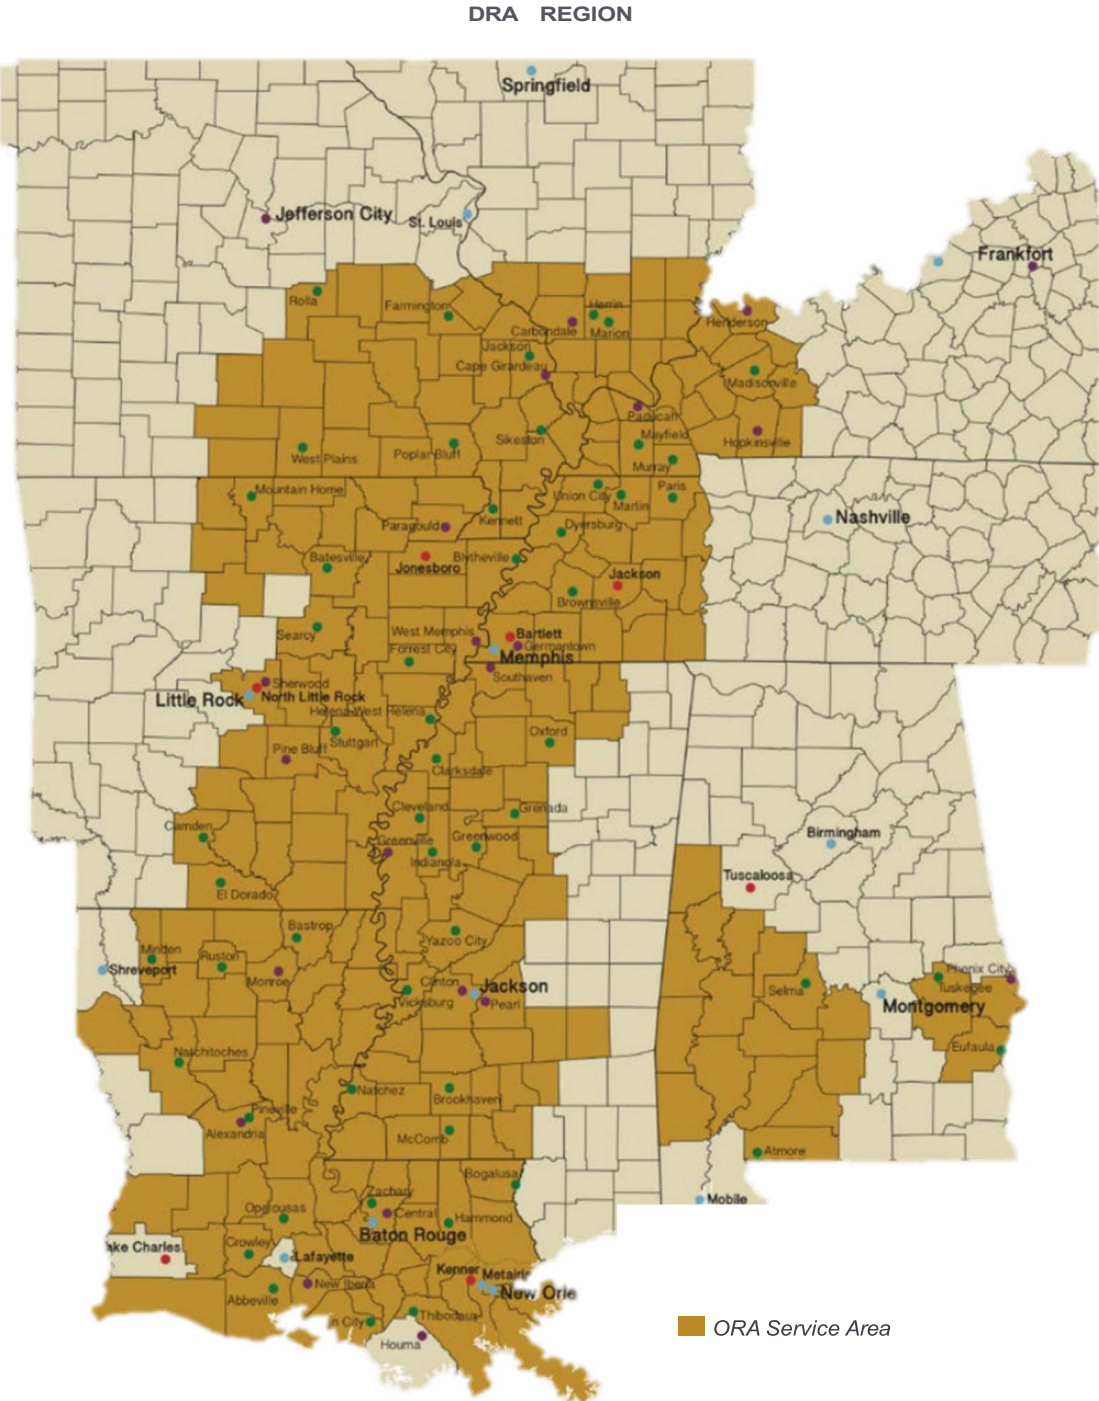 DRA REGION
Springfield
Jefferson City
St. Louis
Frankfort
Rolla
Farmington
Herrin
Henderson
Carbondale
Marion
Jackson
Cape Girardeau
Madisonville
Paducah
Sikeston
Mayfield
Hopkinsville
West Plains
Poplar Bluff
Murray
Mountain Home
Paris
Union City
Martin
Nashville
Kennett
Paragould
Dyersburg
Batesville
Blytheville
Jonesboro
Jackson
Brownsville
Searcy
West Memphis
Bartlett
Forrest City
Germantown
Memphis
Southaven
Sherwood
Little Rock
North Little Rock
Helena-West Helena
Oxford
Stuttgart
Pine Bluff
Clarksdale
Cleveland
Grenada
Camden
Birmingham
Greenville
Greenwood
Indianola
Tuscaloosa
El Dorado
Bastrop
Yazoo City
Minden
Ruston
Shreveport
Monroe
Phenix City
Clinton
Jackson
Selma
Tuskegee
Vicksburg
Pearl
Montgomery
Natchitoches
Eufaula
Natchez
Brookhaven
Pineville
Alexandria
McComb
Atmore
Bogalusa
Zachary
Mobile
Opelousas
Central
Hammond
Baton Rouge
ake Charles
Crowley
Lafayette
Kenner
Metairie
New Iberia
New Orle
Abbeville
Thibodaux
n City
Houma
ORA Service Area